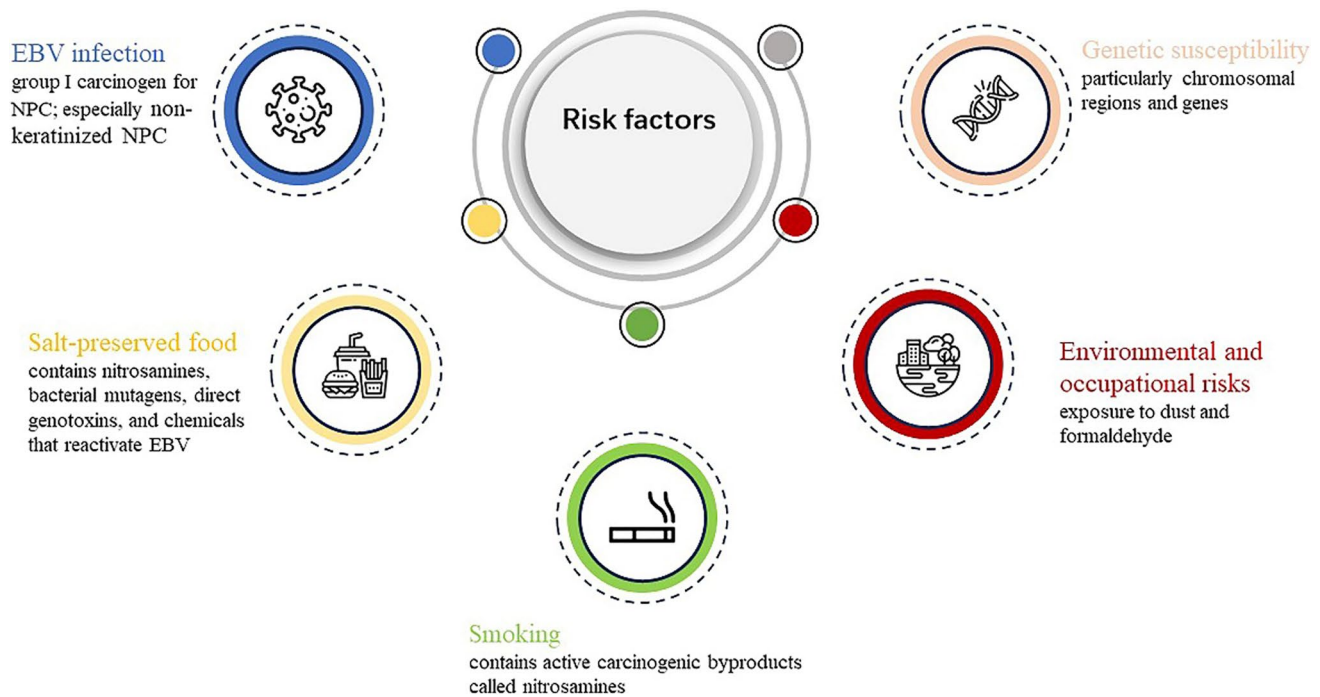 Risk factors
EBV infection
group I carcinogen for
NPC; especially non-
keratinized NPC
Genetic susceptibility
particularly chromosomal
regions and genes
Salt-preserved food
contains nitrosamines,
bacterial mutagens, direct
genotoxins, and chemicals
that reactivate EBV
Environmental and
occupational risks
exposure to dust and
formaldehyde
Smoking
contains active carcinogenic byproducts
called nitrosamines